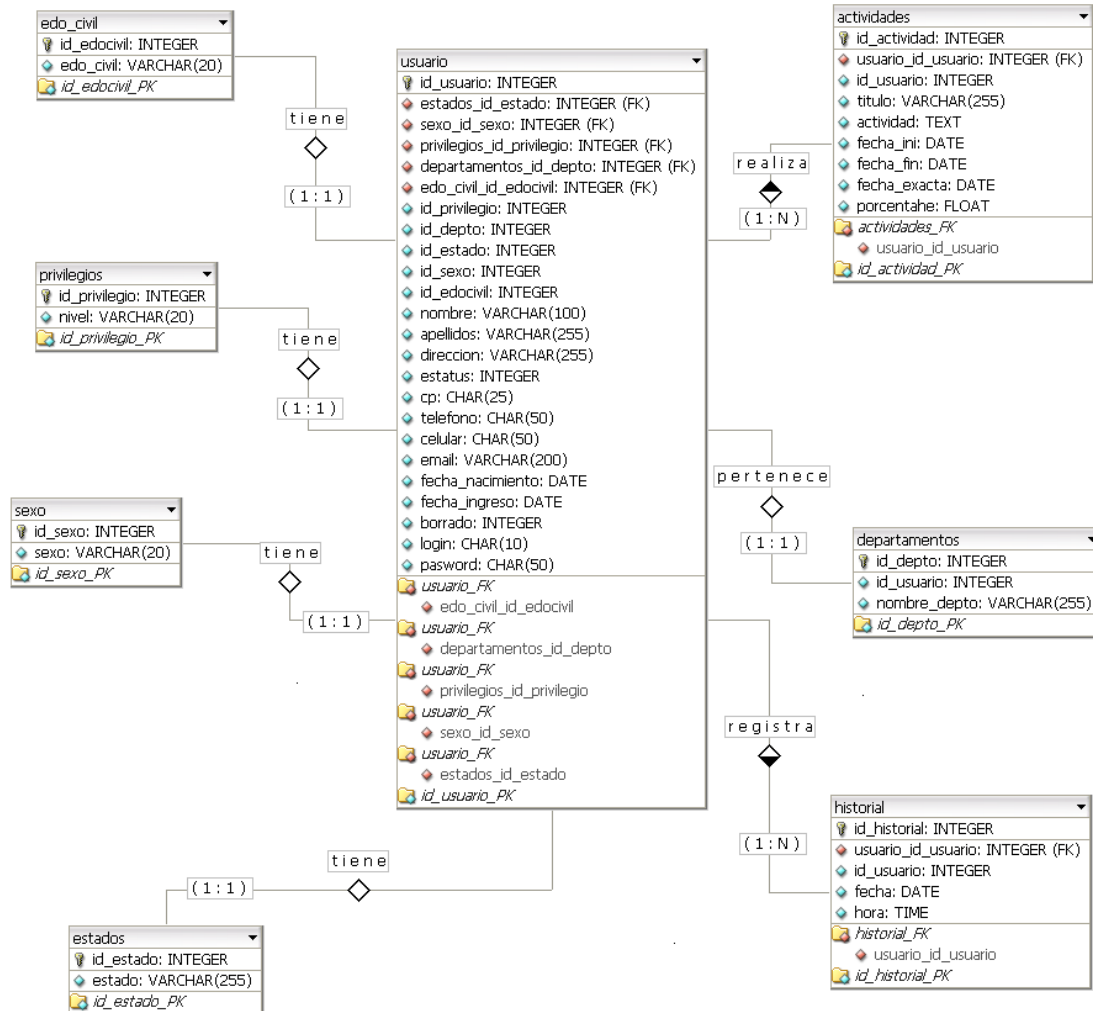 edo_civil
id_edocivil: INTEGER
edo_civil: VARCHAR(20)
id_edocivil_PK
tiene
(1:1)
privilegios
id_privilegio: INTEGER
nivel: VARCHAR(20)
id_privilegio_PK
tiene
(1:1)
sexo
id_sexo: INTEGER
sexo: VARCHAR(20)
id_sexo_PK
tiene
(1:1)
usuario
id_usuario: INTEGER
estados_id_estado: INTEGER (FK)
sexo_id_sexo: INTEGER (FK)
privilegios_id_privilegio: INTEGER (FK)
departamentos_id_depto: INTEGER (FK)
edo_civil_id_edocivil: INTEGER (FK)
id_privilegio: INTEGER
id_depto: INTEGER
id_estado: INTEGER
id_sexo: INTEGER
id_edocivil: INTEGER
nombre: VARCHAR(100)
apellidos: VARCHAR(255)
direccion: VARCHAR(255)
estatus: INTEGER
cp: CHAR(25)
telefono: CHAR(50)
celular: CHAR(50)
email: VARCHAR(200)
fecha_nacimiento: DATE
fecha_ingreso: DATE
borrado: INTEGER
login: CHAR(10)
pasword: CHAR(50)
usuario_FK
edo_civil_id_edocivil
usuario_FK
departamentos_id_depto
usuario_FK
privilegios_id_privilegio
usuario_FK
sexo_id_sexo
usuario_FK
estados_id_estado
id_usuario_PK
actividades
id_actividad: INTEGER
usuario_id_usuario: INTEGER (FK)
id_usuario: INTEGER
titulo: VARCHAR(255)
actividad: TEXT
fecha_ini: DATE
fecha_fin: DATE
fecha_exacta: DATE
porcentahe: FLOAT
actividades_FK
usuario_id_usuario
id_actividad_PK
realiza
(1:N)
pertenece
(1:1)
departamentos
id_depto: INTEGER
id_usuario: INTEGER
nombre_depto: VARCHAR(255)
id_depto_PK
registra
(1:N)
historial
id_historial: INTEGER
usuario_id_usuario: INTEGER (FK)
id_usuario: INTEGER
fecha: DATE
hora: TIME
historial_FK
usuario_id_usuario
id_historial_PK
tiene
(1:1)
estados
id_estado: INTEGER
estado: VARCHAR(255)
id_estado_PK